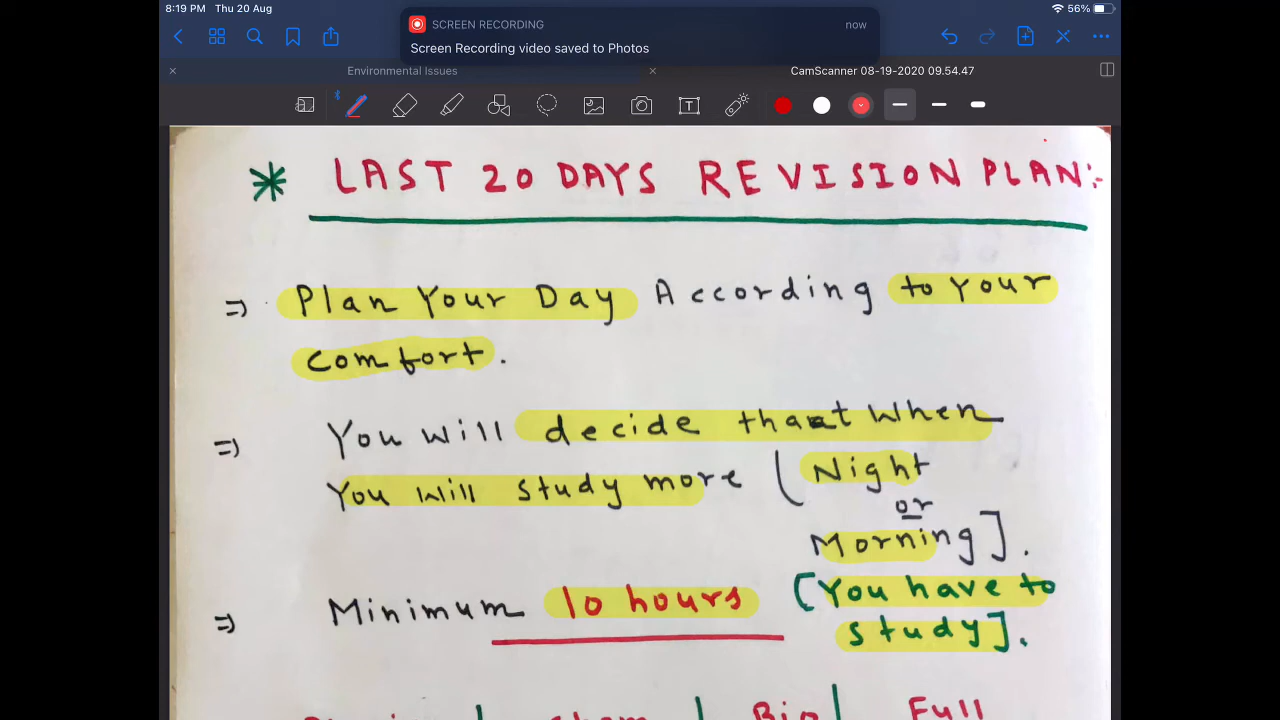 8:19 PM Thu 20 Aug
SCREEN RECORDING now
56%
Screen Recording video saved to Photos
Environmental Issues
CamScanner 08-19-2020 09.54.47
* LAST 20 DAYS REVISION PLAN:-
=> Plan Your Day According to Your
comfort.
=> You will decide that When
You will study more (Night
or
Morning].
=> Minimum 10 hours [You have to
study].
Bio Full